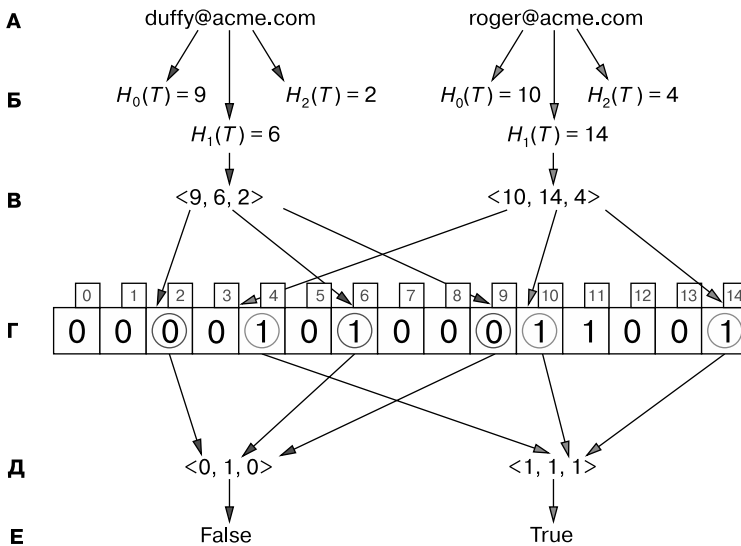 А duffy@acme.com roger@acme.com
Б H₀(T) = 9 H₂(T) = 2 H₀(T) = 10 H₂(T) = 4
H₁(T) = 6 H₁(T) = 14
В <9, 6, 2> <10, 14, 4>
0 1 2 3 4 5 6 7 8 9 10 11 12 13 14
Г 0 0 0 0 1 0 1 0 0 0 1 1 0 0 1
Д <0, 1, 0> <1, 1, 1>
Е False True